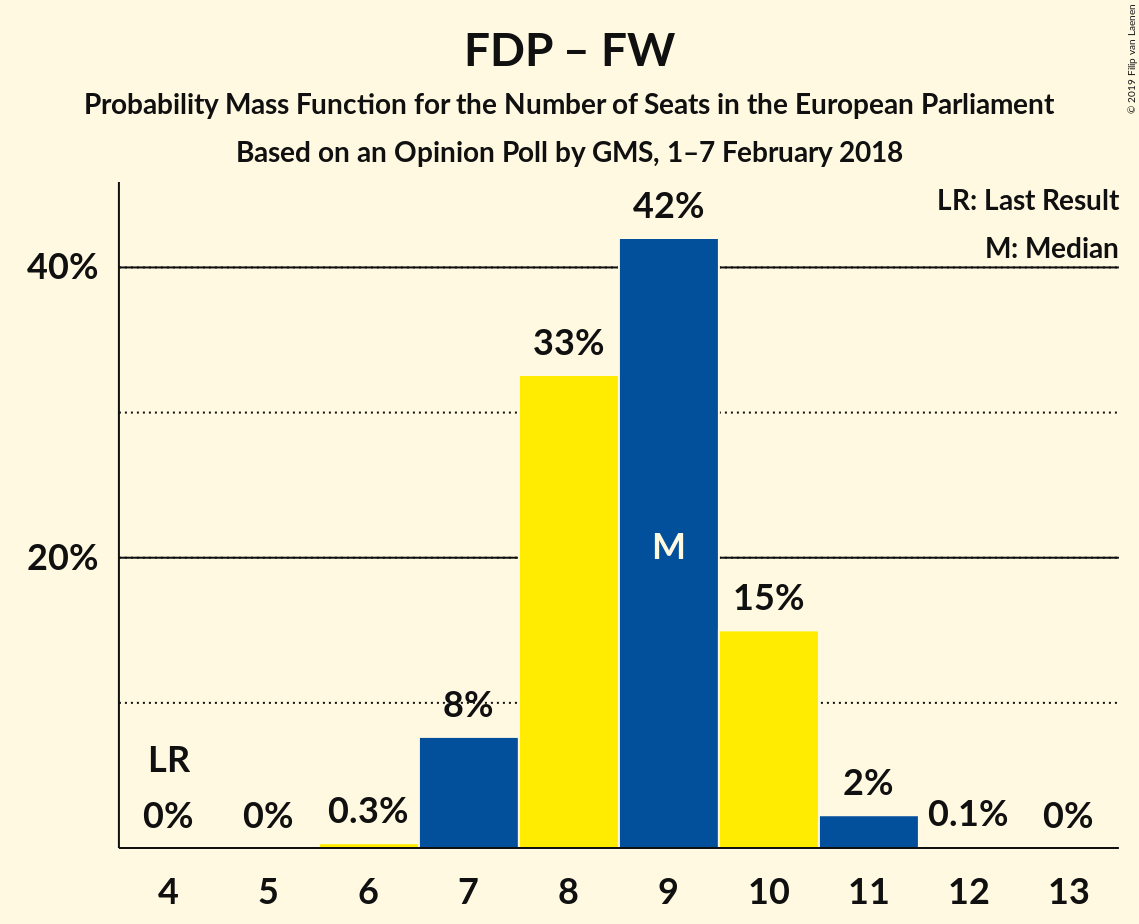 FDP – FW
Probability Mass Function for the Number of Seats in the European Parliament
Based on an Opinion Poll by GMS, 1–7 February 2018
© 2019 Filip van Laenen
LR: Last Result
M: Median
42%
40%
33%
M
20%
15%
8%
LR
2%
0%
0%
0.3%
0.1%
0%
4
5
6
7
8
9
10
11
12
13